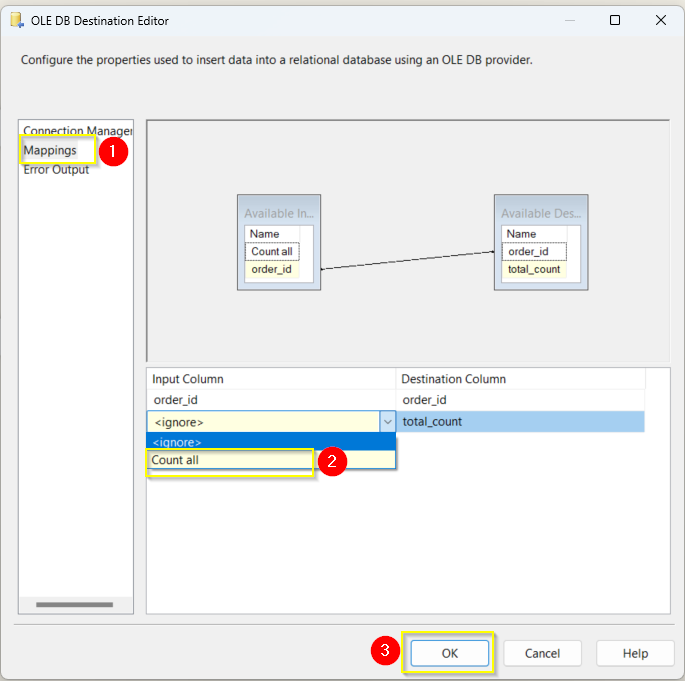 OLE DB Destination Editor
Configure the properties used to insert data into a relational database using an OLE DB provider.
Connection Manager
Mappings
1
Error Output
Available In...
Name
Count all
order_id
Available Des...
Name
order_id
total_count
Input Column
Destination Column
order_id
order_id
<ignore>
total_count
<ignore>
Count all
2
3
OK
Cancel
Help